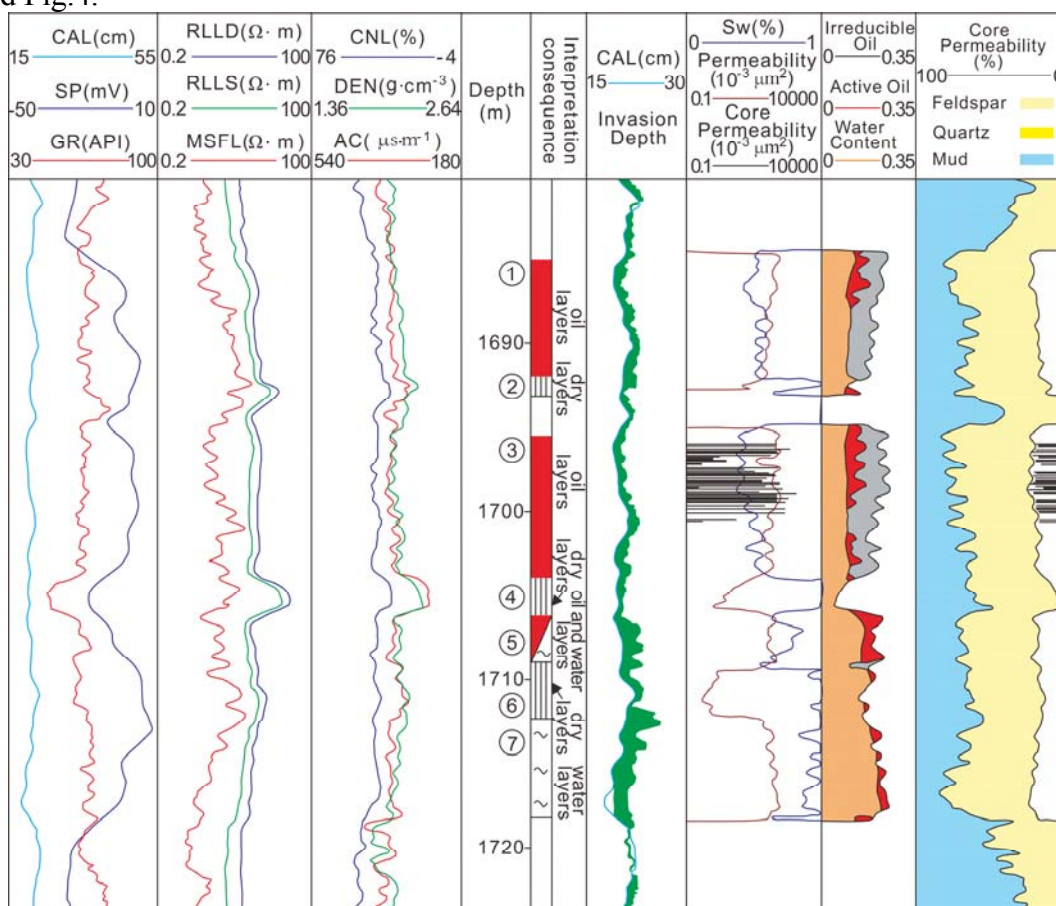 d Fig.4.
CAL(cm)
15 55
SP(mV)
-50 10
GR(API)
30 100
RLLD(Ω· m)
0.2 100
RLLS(Ω· m)
0.2 100
MSFL(Ω· m)
0.2 100
CNL(%)
76 -4
DEN(g·cm-3)
1.36 2.64
AC( μs·m-1)
540 180
Depth
(m)
Interpretation
consequence
CAL(cm)
15 30
Invasion
Depth
Sw(%)
0 1
Permeability
(10-3 μm2)
0.1 10000
Core
Permeability
(10-3 μm2)
0.1 10000
Irreducible
Oil
0 0.35
Active Oil
0 0.35
Water
Content
0 0.35
Core
Permeability
(%)
100 0
Feldspar
Quartz
Mud
1690
1700
1710
1720
①
②
③
④
⑤
⑥
⑦
oil
layers
dry
layers
oil
layers
dry
layers
oil and water
layers
dry
layers
water
layers